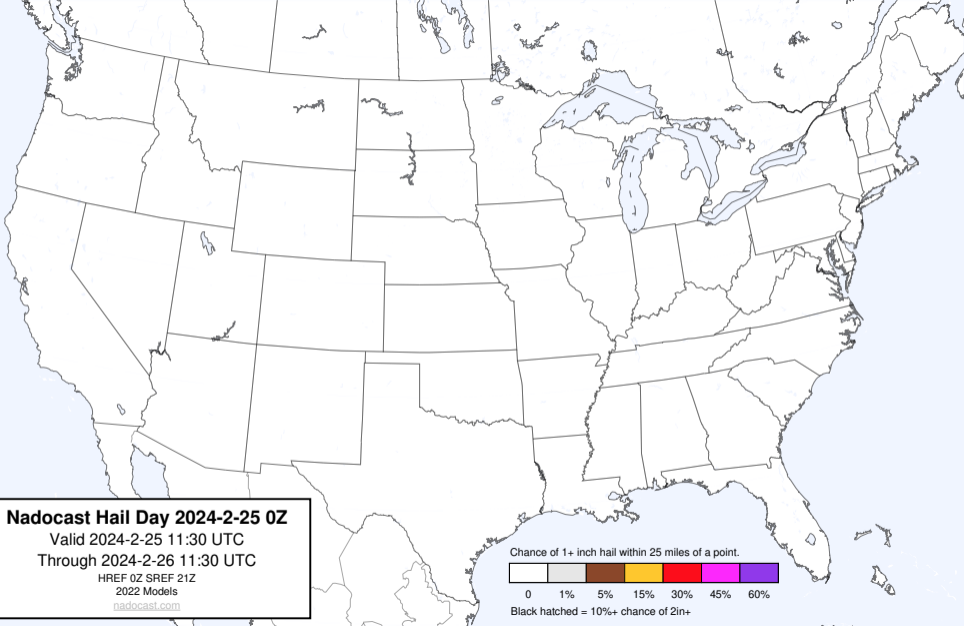 Nadocast Hail Day 2024-2-25 0Z
Valid 2024-2-25 11:30 UTC
Through 2024-2-26 11:30 UTC
HREF 0Z SREF 21Z
2022 Models
nadocast.com
Chance of 1+ inch hail within 25 miles of a point.
0 1% 5% 15% 30% 45% 60%
Black hatched = 10%+ chance of 2in+